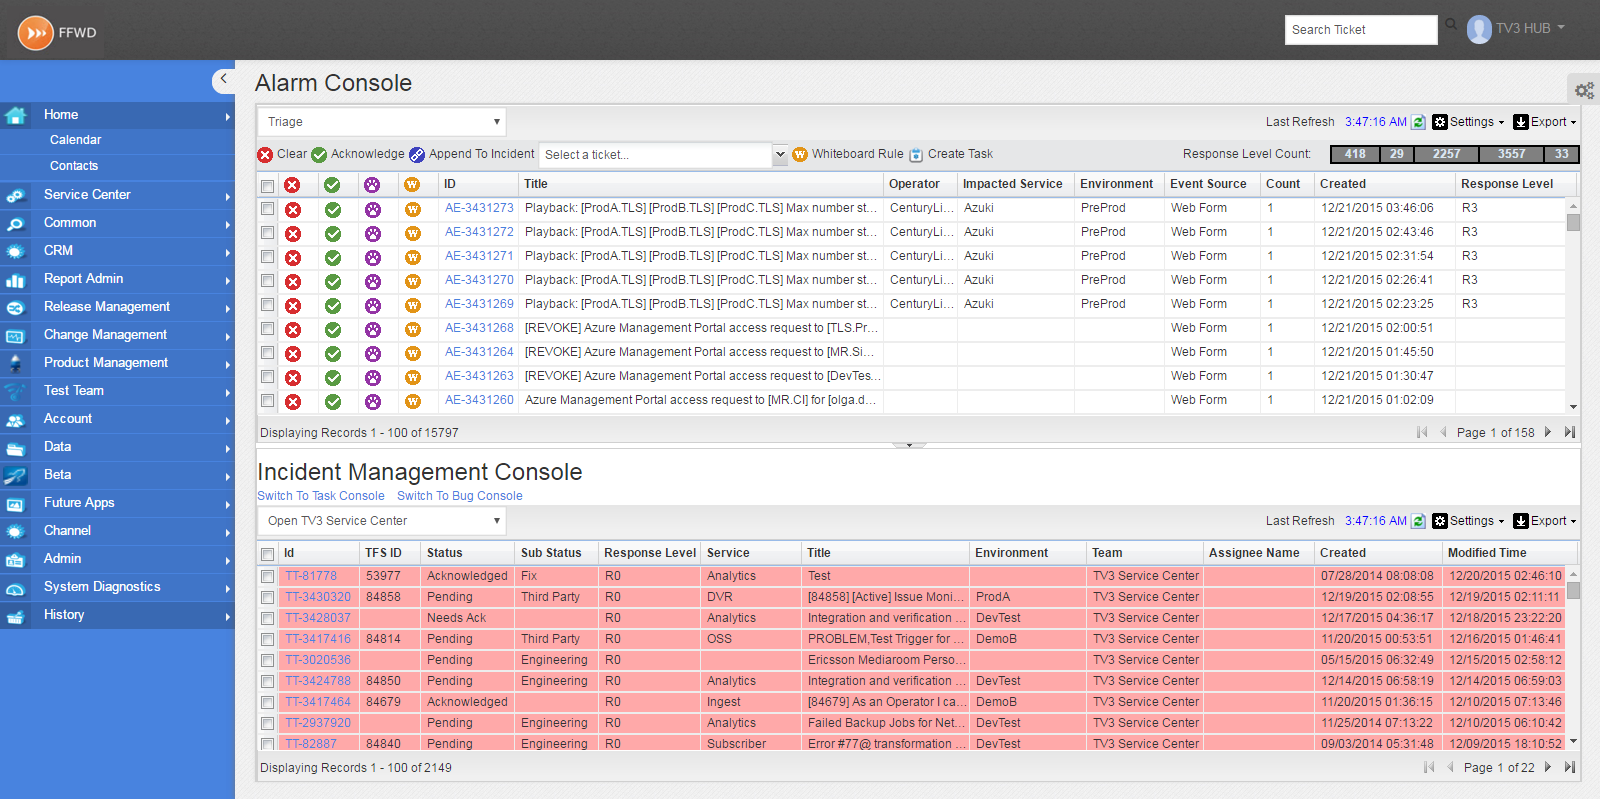 FFWD
Search Ticket
TV3 HUB
Home
Calendar
Contacts
Service Center
Common
CRM
Report Admin
Release Management
Change Management
Product Management
Test Team
Account
Data
Beta
Future Apps
Channel
Admin
System Diagnostics
History
Alarm Console
Triage Last Refresh 3:47:16 AM Settings Export
Clear Acknowledge Append To Incident Select a ticket... Whiteboard Rule Create Task Response Level Count: 418 29 2257 3557 33
ID Title Operator Impacted Service Environment Event Source Count Created Response Level
AE-3431273 Playback: [ProdA.TLS] [ProdB.TLS] [ProdC.TLS] Max number st... CenturyLi... Azuki PreProd Web Form 1 12/21/2015 03:46:06 R3
AE-3431272 Playback: [ProdA.TLS] [ProdB.TLS] [ProdC.TLS] Max number st... CenturyLi... Azuki PreProd Web Form 1 12/21/2015 02:43:46 R3
AE-3431271 Playback: [ProdA.TLS] [ProdB.TLS] [ProdC.TLS] Max number st... CenturyLi... Azuki PreProd Web Form 1 12/21/2015 02:31:54 R3
AE-3431270 Playback: [ProdA.TLS] [ProdB.TLS] [ProdC.TLS] Max number st... CenturyLi... Azuki PreProd Web Form 1 12/21/2015 02:26:41 R3
AE-3431269 Playback: [ProdA.TLS] [ProdB.TLS] [ProdC.TLS] Max number st... CenturyLi... Azuki PreProd Web Form 1 12/21/2015 02:23:25 R3
AE-3431268 [REVOKE] Azure Management Portal access request to [TLS.Pr... Web Form 1 12/21/2015 02:00:51
AE-3431264 [REVOKE] Azure Management Portal access request to [MR.Si... Web Form 1 12/21/2015 01:45:50
AE-3431263 [REVOKE] Azure Management Portal access request to [DevTes... Web Form 1 12/21/2015 01:30:47
AE-3431260 Azure Management Portal access request to [MR.CI] for [olga.d... Web Form 1 12/21/2015 01:02:09
Displaying Records 1 - 100 of 15797 Page 1 of 158
Incident Management Console
Switch To Task Console Switch To Bug Console
Open TV3 Service Center Last Refresh 3:47:16 AM Settings Export
Id TFS ID Status Sub Status Response Level Service Title Environment Team Assignee Name Created Modified Time
TT-81778 53977 Acknowledged Fix R0 Analytics Test TV3 Service Center 07/28/2014 08:08:08 12/20/2015 02:46:10
TT-3430320 84858 Pending Third Party R0 DVR [84858] [Active] Issue Moni... ProdA TV3 Service Center 12/19/2015 02:08:55 12/19/2015 02:11:11
TT-3428037 Needs Ack R0 Analytics Integration and verification ... DevTest TV3 Service Center 12/17/2015 04:36:17 12/18/2015 23:22:20
TT-3417416 84814 Pending Third Party R0 OSS PROBLEM,Test Trigger for ... DemoB TV3 Service Center 11/20/2015 00:53:51 12/16/2015 01:46:41
TT-3020536 Pending Engineering R0 Ericsson Mediaroom Perso... TV3 Service Center 05/15/2015 06:32:49 12/15/2015 02:58:12
TT-3424788 84850 Pending Engineering R0 Analytics Integration and verification ... DevTest TV3 Service Center 12/14/2015 06:58:19 12/14/2015 06:59:03
TT-3417464 84679 Acknowledged R0 Ingest [84679] As an Operator I ca... DemoB TV3 Service Center 11/20/2015 01:36:15 12/10/2015 07:13:46
TT-2937920 Pending Engineering R0 Analytics Failed Backup Jobs for Net... DevTest TV3 Service Center 11/25/2014 07:13:22 12/10/2015 06:10:42
TT-82887 84840 Pending Engineering R0 Subscriber Error #77@ transformation ... DevTest TV3 Service Center 09/03/2014 05:31:48 12/09/2015 18:10:52
Displaying Records 1 - 100 of 2149 Page 1 of 22